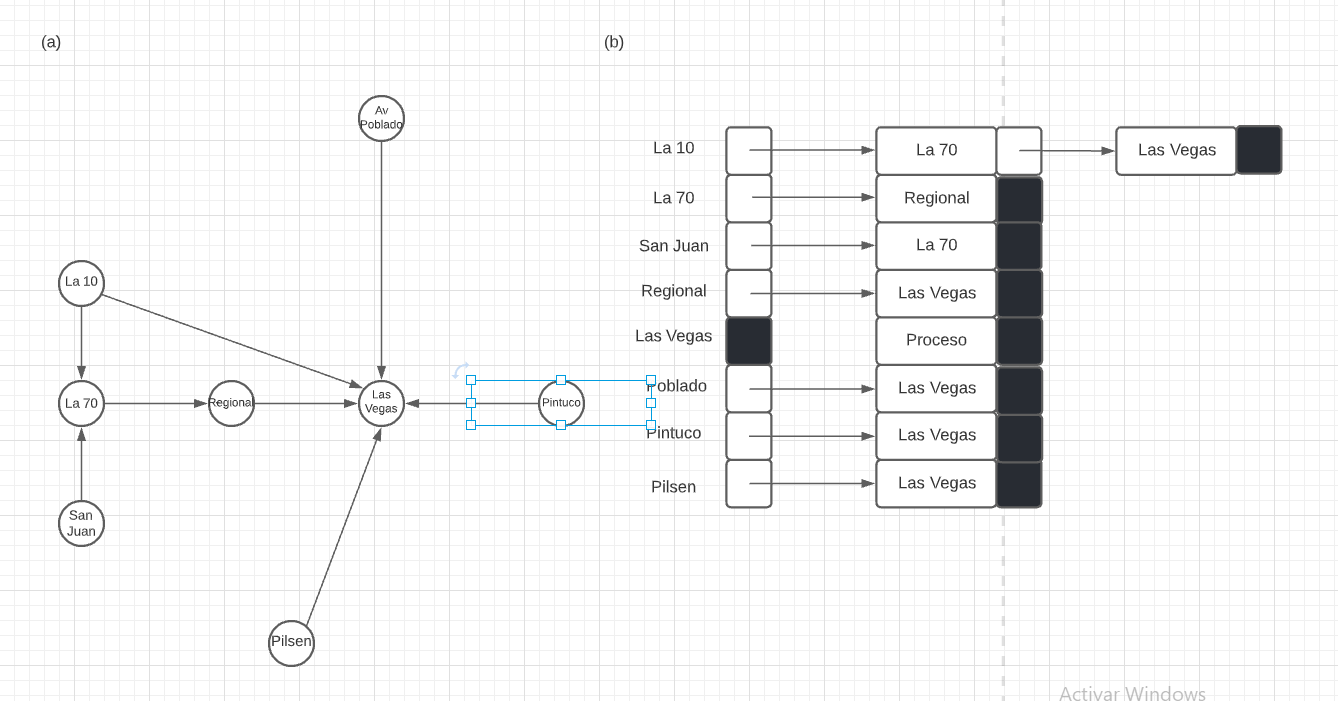 (a)
Av
Poblado
La 10
La 70
Regional
Las
Vegas
Pintuco
San
Juan
Pilsen
(b)
La 10
La 70
Las Vegas
La 70
Regional
San Juan
La 70
Regional
Las Vegas
Las Vegas
Proceso
Poblado
Las Vegas
Pintuco
Las Vegas
Pilsen
Las Vegas
Activar Windows